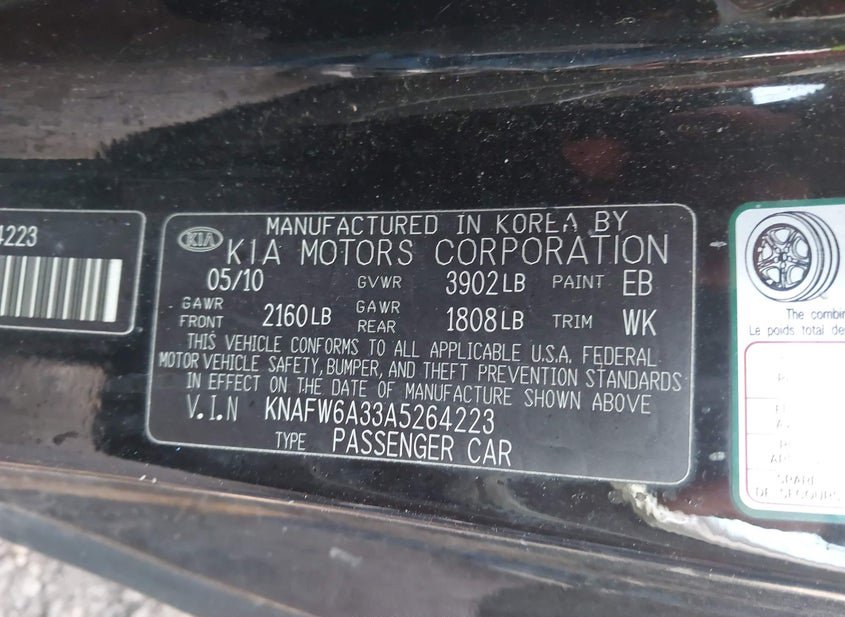 4223
MANUFACTURED IN KOREA BY
KIA
KIA MOTORS CORPORATION
05/10 GVWR 3902LB PAINT EB
GAWR FRONT 2160LB GAWR REAR 1808LB TRIM WK
THIS VEHICLE CONFORMS TO ALL APPLICABLE U.S.A. FEDERAL
MOTOR VEHICLE SAFETY, BUMPER, AND THEFT PREVENTION STANDARDS
IN EFFECT ON THE DATE OF MANUFACTURE SHOWN ABOVE
V.I.N KNAFW6A33A5264223
TYPE PASSENGER CAR
The combin
Le poids total de
SPARE
DE SECOURS